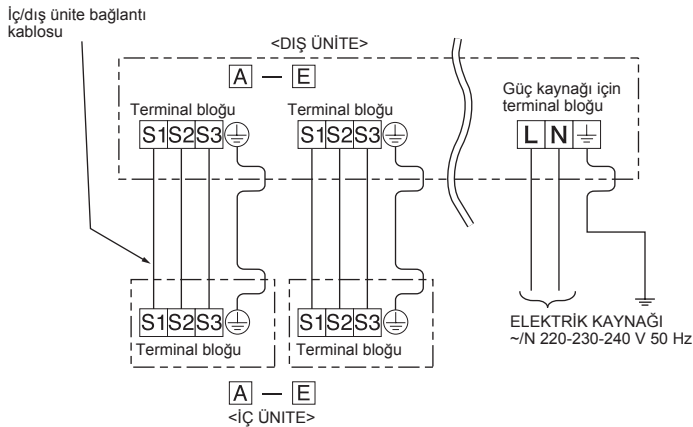 İç/dış ünite bağlantı
kablosu
<DIŞ ÜNİTE>
A — E
Terminal bloğu
S1 S2 S3
Terminal bloğu
S1 S2 S3
Güç kaynağı için
terminal bloğu
L N
S1 S2 S3
Terminal bloğu
S1 S2 S3
Terminal bloğu
ELEKTRİK KAYNAĞI
~/N 220-230-240 V 50 Hz
A — E
<İÇ ÜNITE>